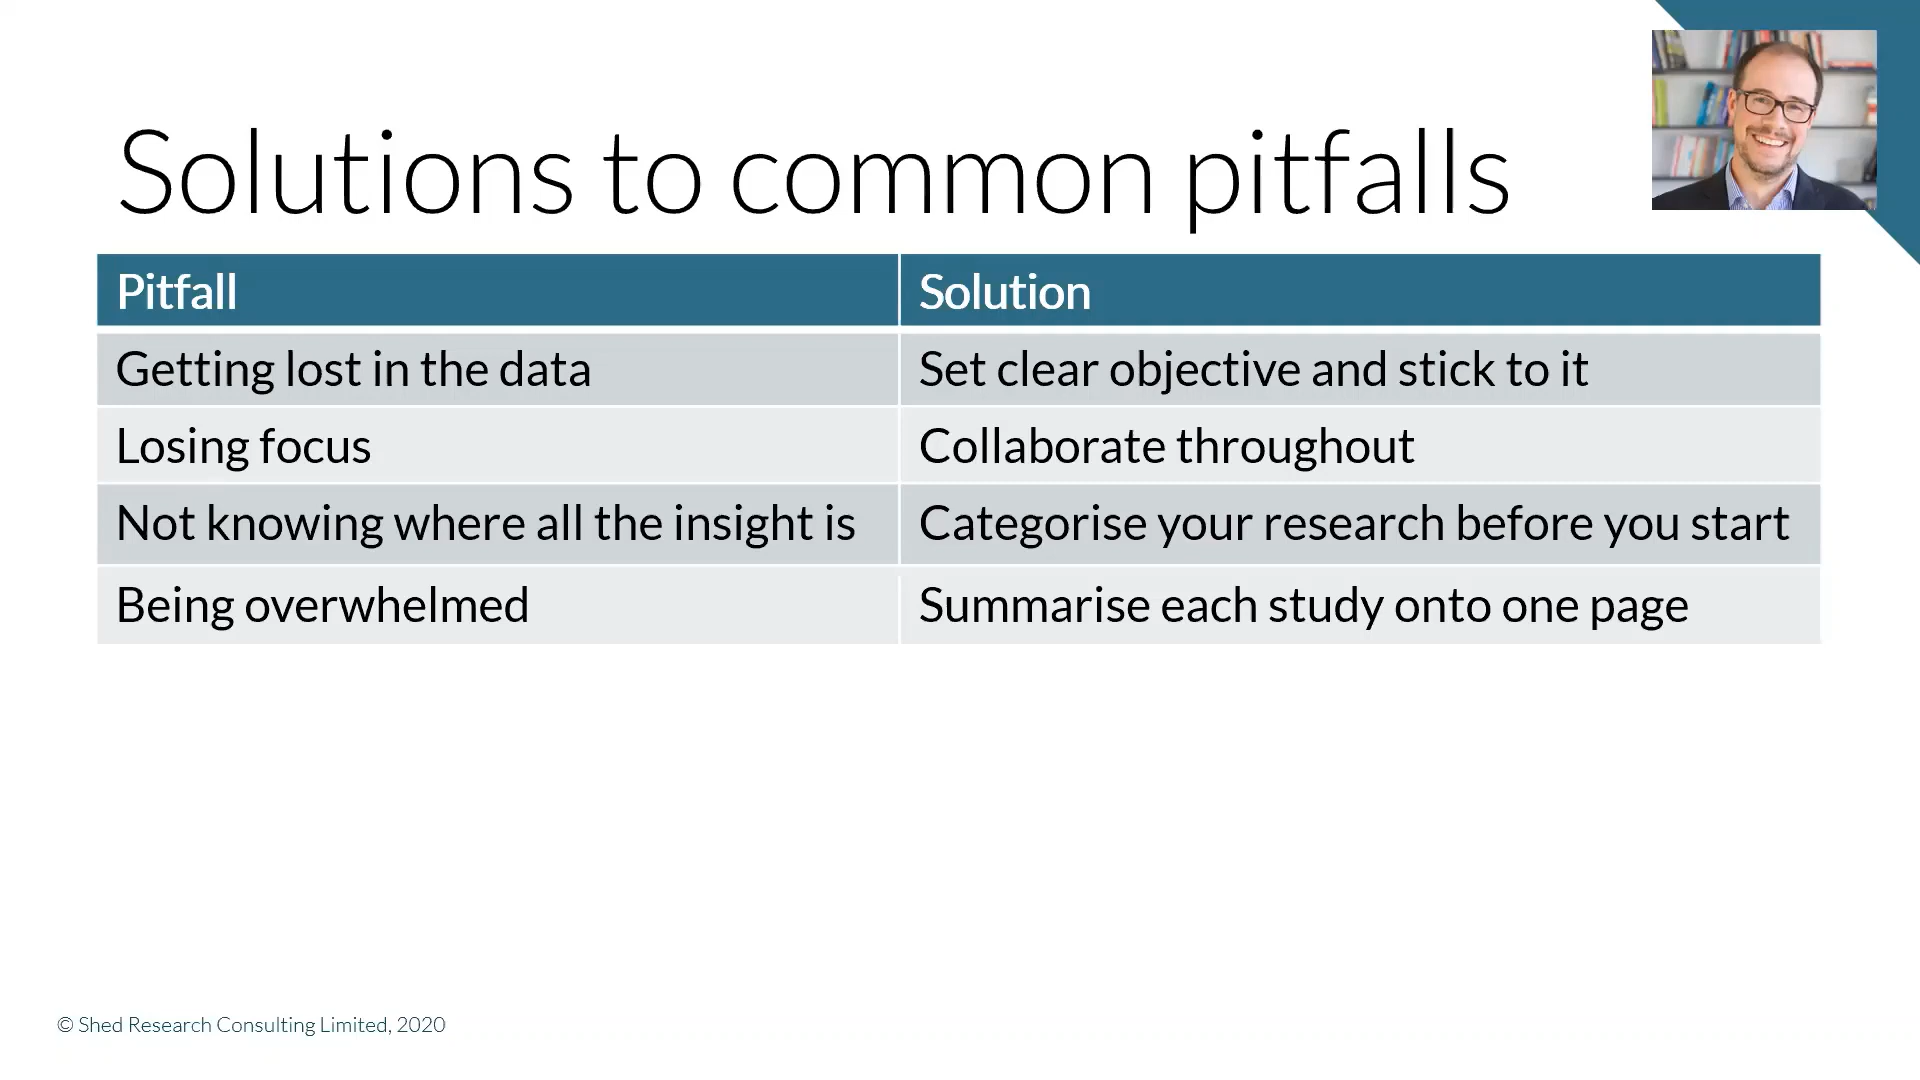 Solutions to common pitfalls
Pitfall
Solution
Getting lost in the data
Set clear objective and stick to it
Losing focus
Collaborate throughout
Not knowing where all the insight is
Categorise your research before you start
Being overwhelmed
Summarise each study onto one page
© Shed Research Consulting Limited, 2020